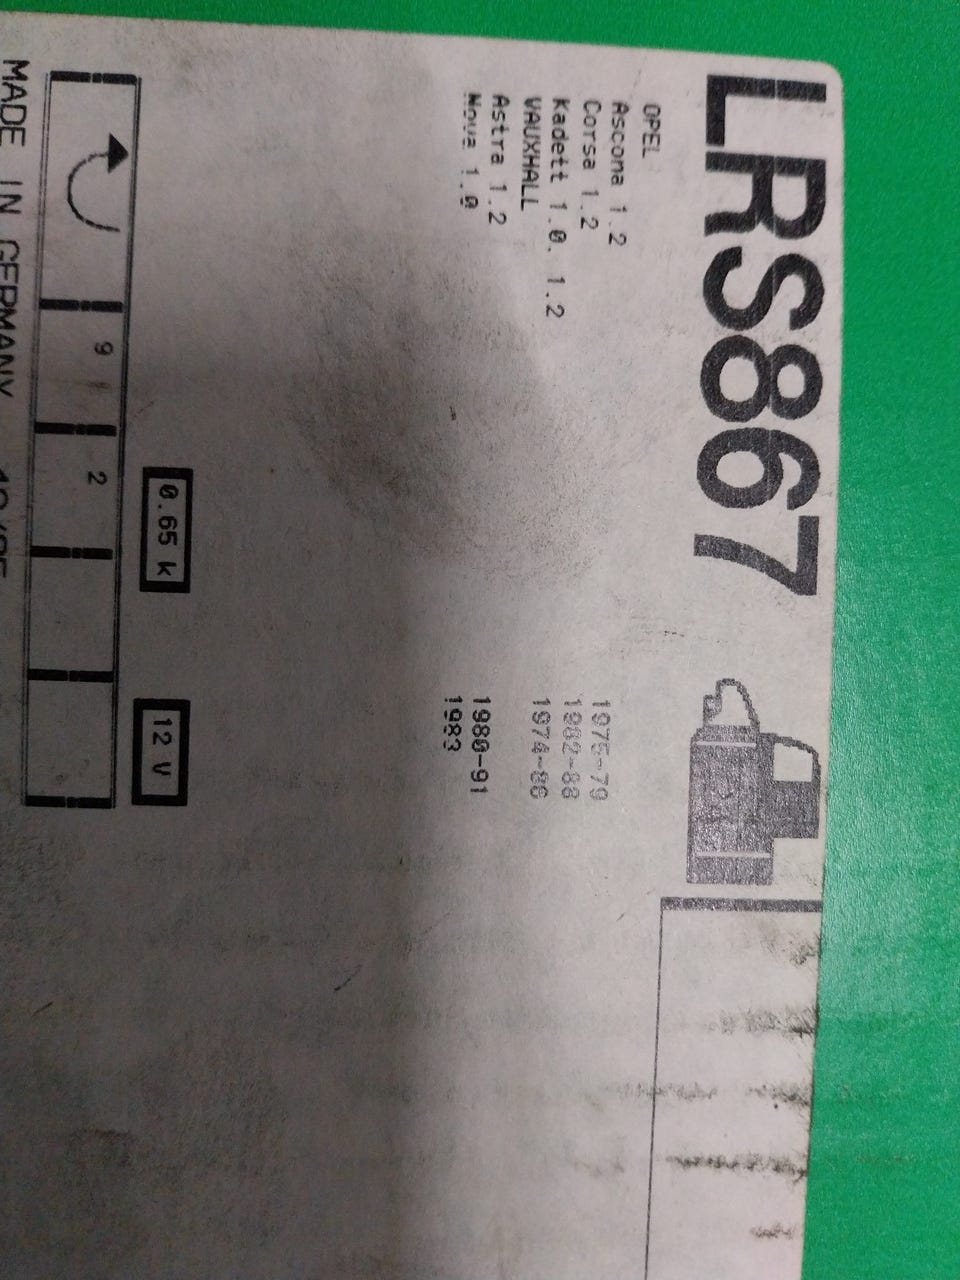 LRS867
OPEL
Ascona 1.2 1975-79
Corsa 1.2 1982-88
Kadett 1.0. 1.2 1974-86
VAUXHALL
Astra 1.2 1980-91
Nova 1.0 1983
0.65 k 12 V
9 2
MADE IN GERMANY